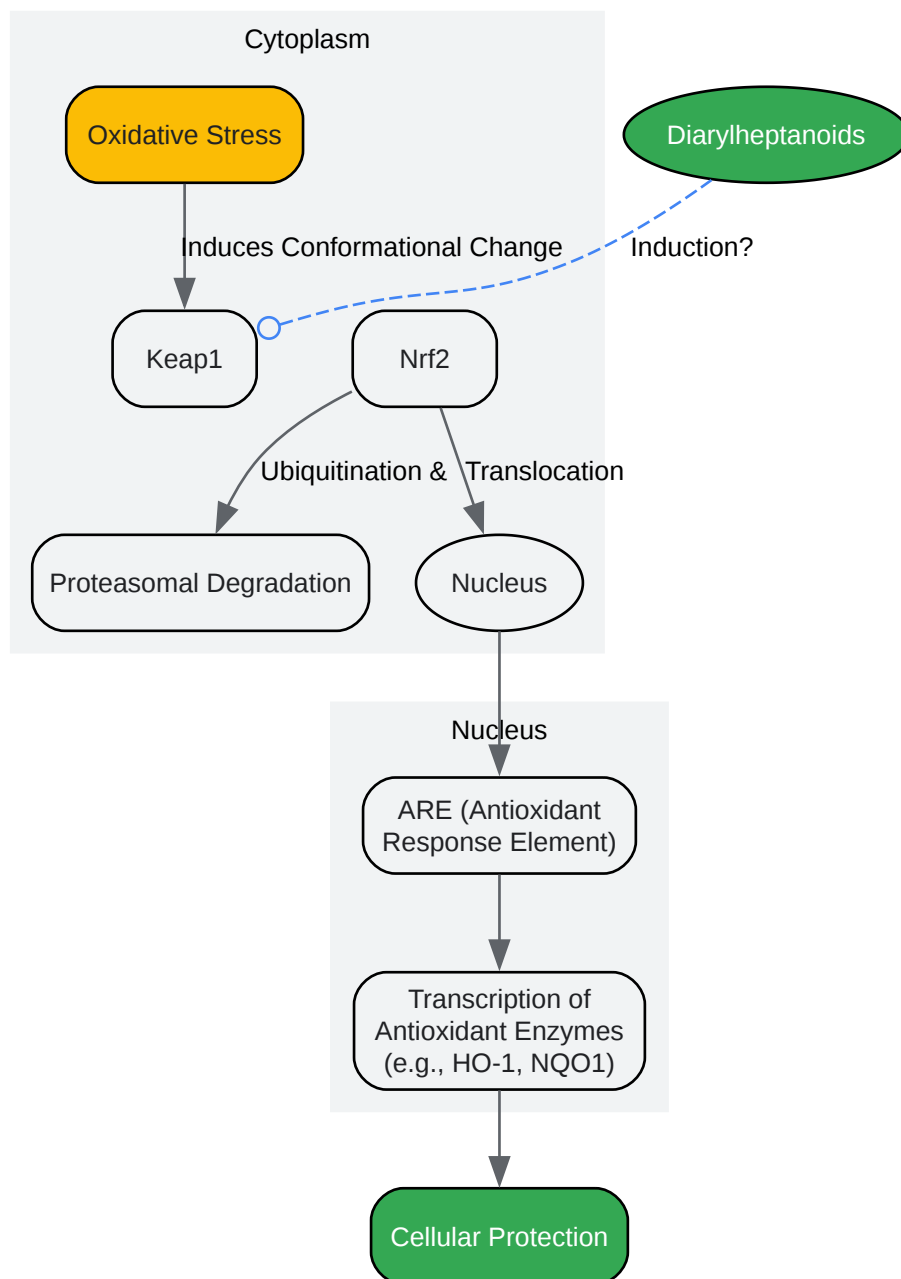 Cytoplasm
Oxidative Stress
Diarylheptanoids
Induces Conformational Change
Induction?
Keap1
Nrf2
Ubiquitination &
Translocation
Proteasomal Degradation
Nucleus
Nucleus
ARE (Antioxidant
Response Element)
Transcription of
Antioxidant Enzymes
(e.g., HO-1, NQO1)
Cellular Protection